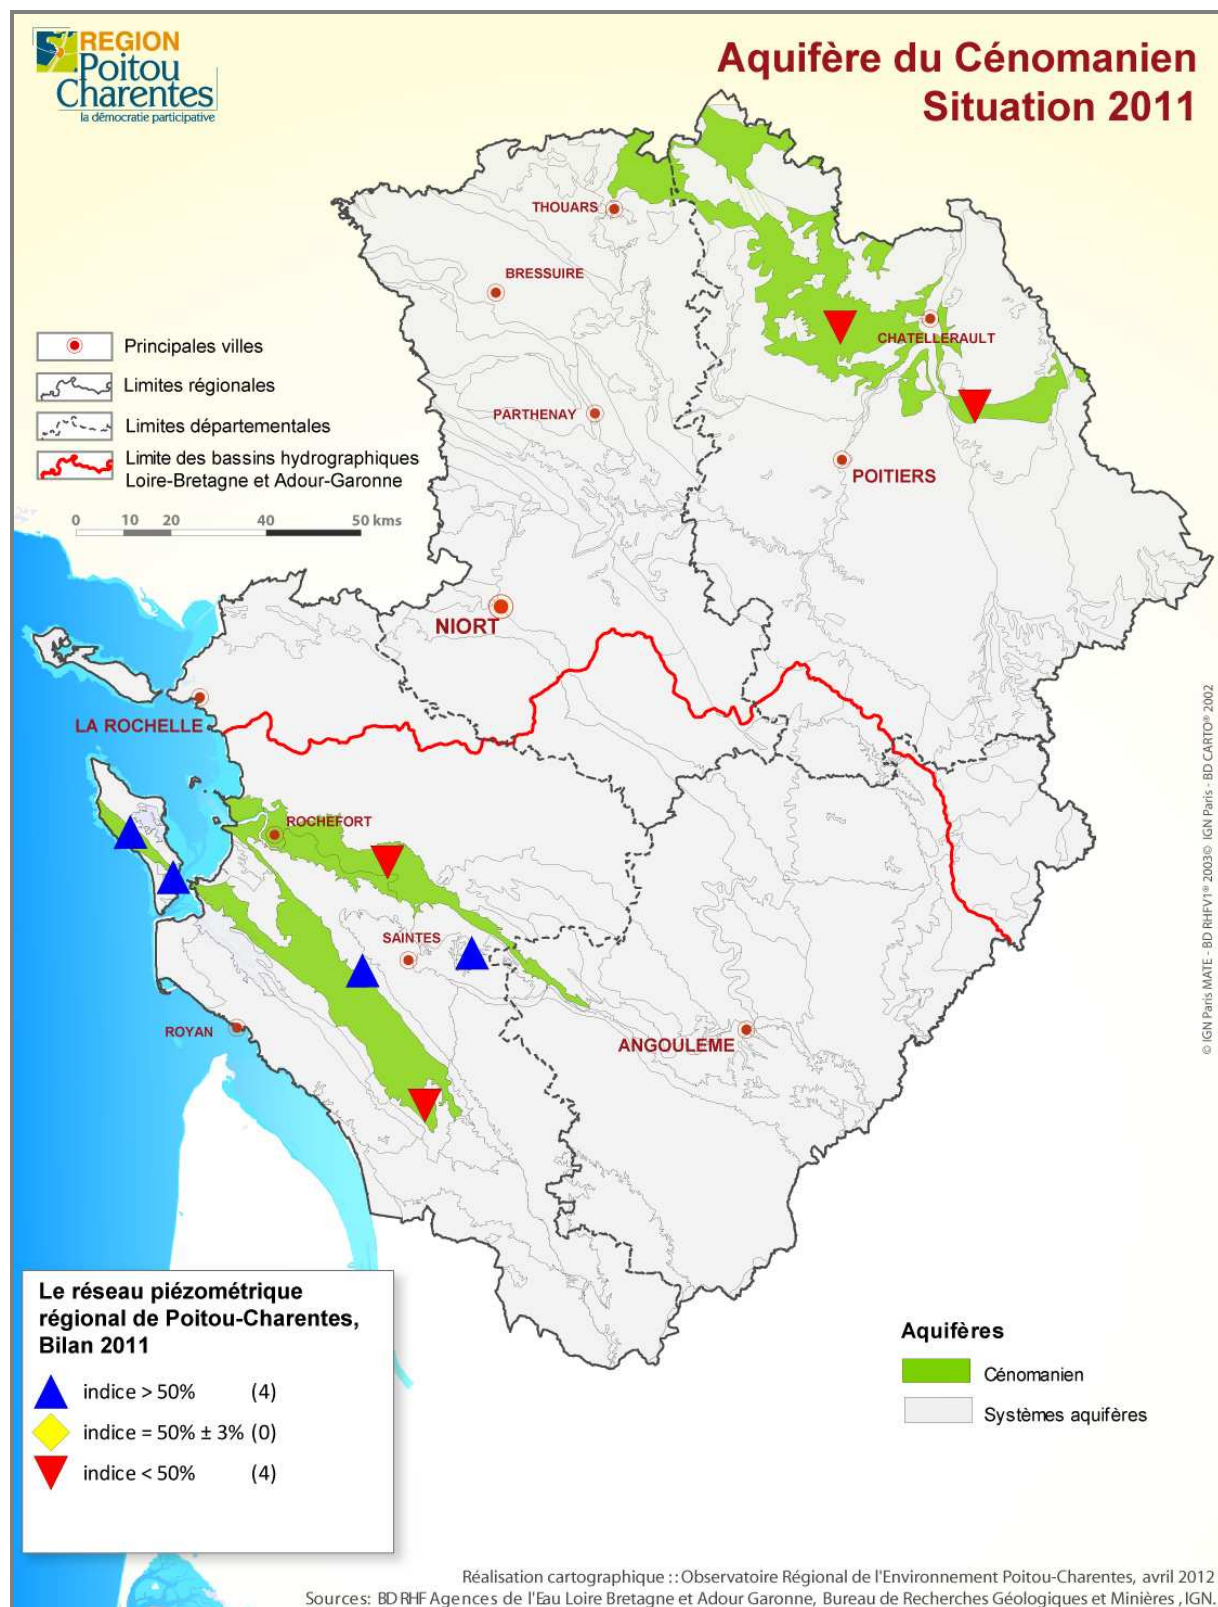 REGION
Poitou
Charentes
la démocratie participative
Aquifère du Cénomanien
Situation 2011
THOUARS
BRESSUIRE
CHATELLERAULT
PARTHENAY
POITIERS
Principales villes
Limites régionales
Limites départementales
Limite des bassins hydrographiques
Loire-Bretagne et Adour-Garonne
0 10 20 40 50 kms
NIORT
LA ROCHELLE
ROCHEFORT
SAINTES
ROYAN
ANGOULEME
© IGN Paris MATE - BD RHFV1® 2003© IGN Paris - BD CARTO® 2002
Le réseau piézométrique
régional de Poitou-Charentes,
Bilan 2011
indice > 50% (4)
indice = 50% ± 3% (0)
indice < 50% (4)
Aquifères
Cénomanien
Systèmes aquifères
Réalisation cartographique :: Observatoire Régional de l'Environnement Poitou-Charentes, avril 2012
Sources: BD RHF Agences de l'Eau Loire Bretagne et Adour Garonne, Bureau de Recherches Géologiques et Minières , IGN.